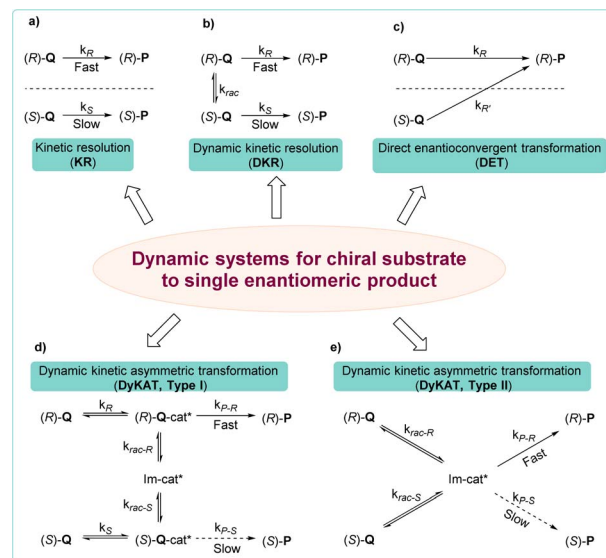 a)
(R)-Q k_R (R)-P
Fast
(S)-Q k_S (S)-P
Slow
Kinetic resolution
(KR)
b)
(R)-Q k_R (R)-P
Fast
k_rac
(S)-Q k_S (S)-P
Slow
Dynamic kinetic resolution
(DKR)
c)
(R)-Q k_R (R)-P
k_R'
(S)-Q
Direct enantioconvergent transformation
(DET)
Dynamic systems for chiral substrate
to single enantiomeric product
d)
Dynamic kinetic asymmetric transformation
(DyKAT, Type I)
(R)-Q k_R (R)-Q-cat* k_P-R (R)-P
Fast
k_rac-R
Im-cat*
k_rac-S
(S)-Q k_S (S)-Q-cat* k_P-S (S)-P
Slow
e)
Dynamic kinetic asymmetric transformation
(DyKAT, Type II)
(R)-Q (R)-P
k_rac-R k_P-R
Fast
Im-cat*
k_rac-S k_P-S
Slow
(S)-Q (S)-P